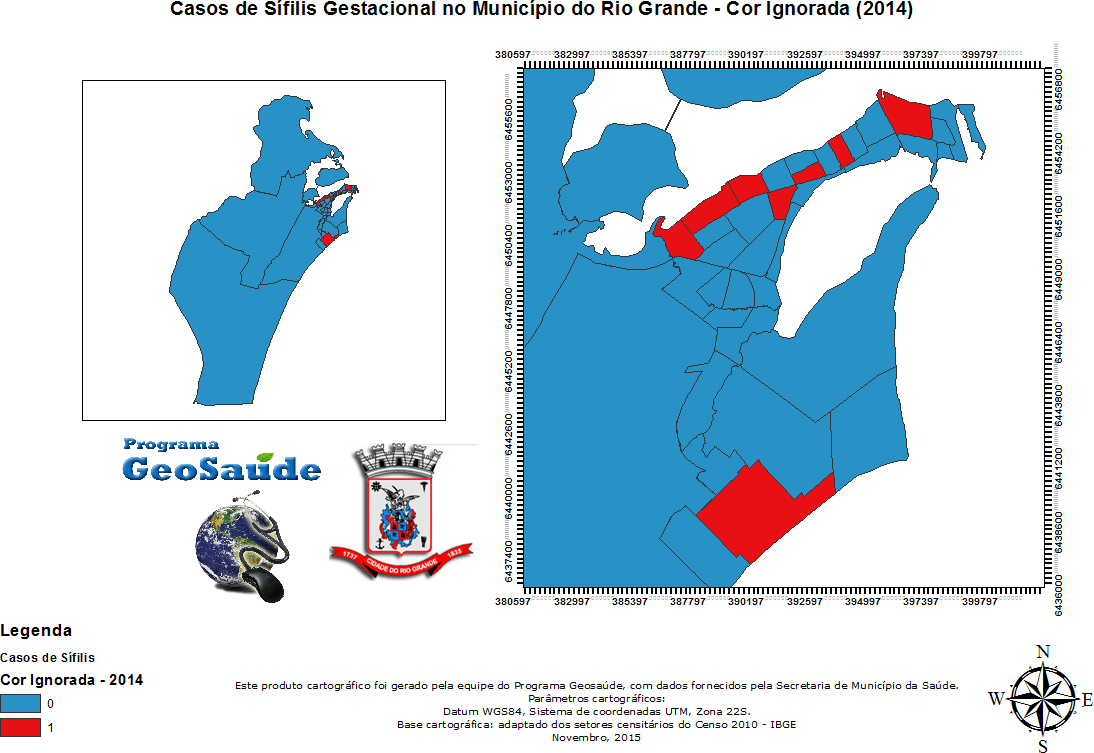 Casos de Sífilis Gestacional no Município do Rio Grande - Cor Ignorada (2014)
380597 382997 385397 387797 390197 392597 394997 397397 399797
6455600
6453000
6450400
6447800
6445200
6442600
6440000
6437400
6456800
6454200
6451600
6449000
6446400
6443800
6441200
6438600
6436000
380597 382997 385397 387797 390197 392597 394997 397397 399797
Programa
GeoSaúde
1737 CIDADE DO RIO GRANDE 1835
Legenda
Casos de Sífilis
Cor Ignorada - 2014
0
1
Este produto cartográfico foi gerado pela equipe do Programa Geosaúde, com dados fornecidos pela Secretaria de Município da Saúde.
Parâmetros cartográficos:
Datum WGS84, Sistema de coordenadas UTM, Zona 22S.
Base cartográfica: adaptado dos setores censitários do Censo 2010 - IBGE
Novembro, 2015
N
W E
S